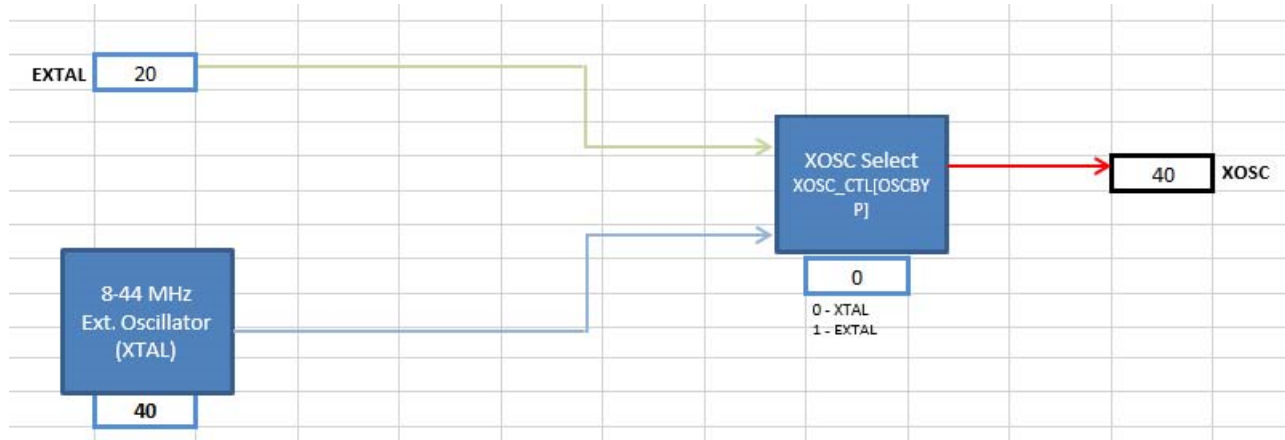 EXTAL 20
XOSC Select
XOSC_CTL[OSCBY
P]
40 XOSC
0
0 - XTAL
1 - EXTAL
8-44 MHz
Ext. Oscillator
(XTAL)
40